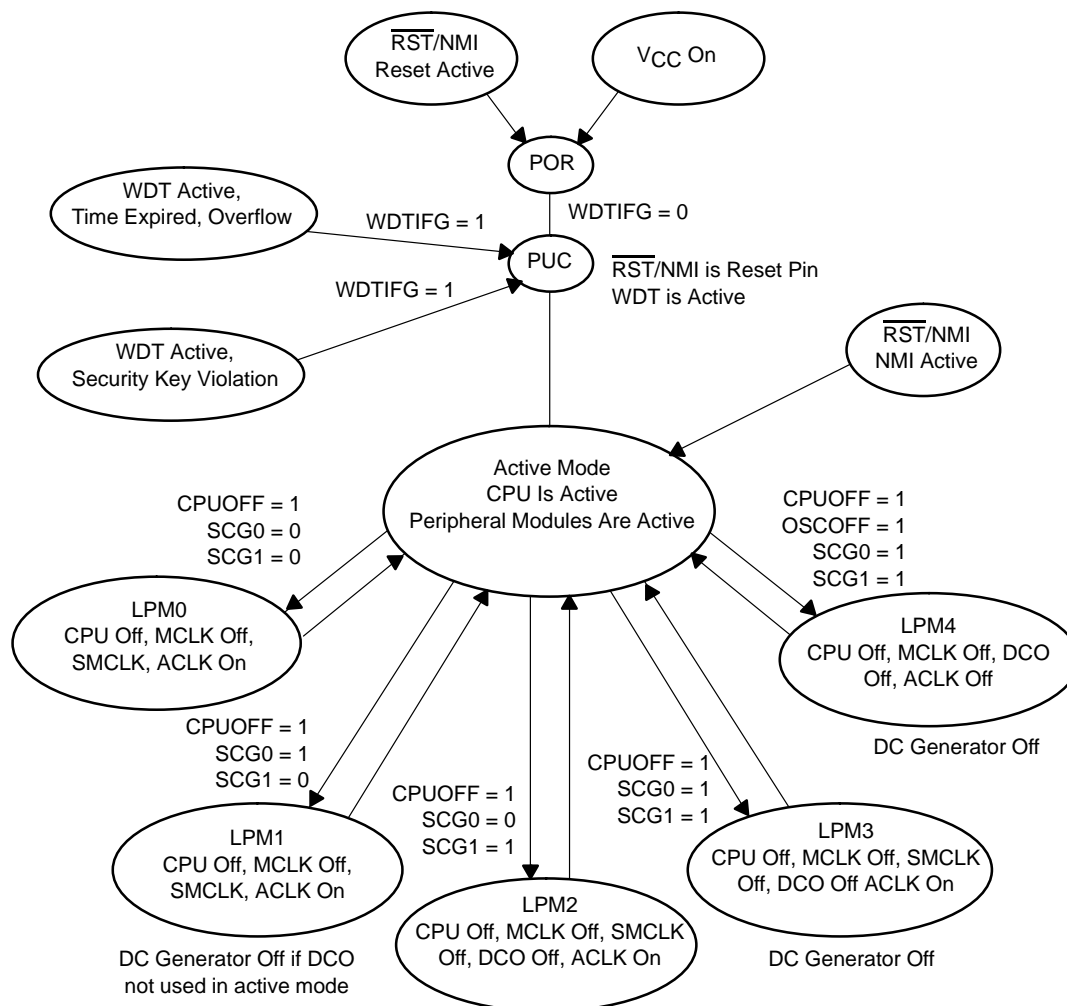 RST/NMI
Reset Active
VCC On
POR
WDTIFG = 0
WDT Active,
Time Expired, Overflow
WDTIFG = 1
PUC
RST/NMI is Reset Pin
WDT is Active
WDTIFG = 1
WDT Active,
Security Key Violation
RST/NMI
NMI Active
Active Mode
CPU Is Active
Peripheral Modules Are Active
CPUOFF = 1
SCG0 = 0
SCG1 = 0
CPUOFF = 1
OSCOFF = 1
SCG0 = 1
SCG1 = 1
LPM0
CPU Off, MCLK Off,
SMCLK, ACLK On
LPM4
CPU Off, MCLK Off, DCO
Off, ACLK Off
DC Generator Off
CPUOFF = 1
SCG0 = 1
SCG1 = 0
CPUOFF = 1
SCG0 = 0
SCG1 = 1
CPUOFF = 1
SCG0 = 1
SCG1 = 1
LPM1
CPU Off, MCLK Off,
SMCLK, ACLK On
DC Generator Off if DCO
not used in active mode
LPM2
CPU Off, MCLK Off, SMCLK
Off, DCO Off, ACLK On
LPM3
CPU Off, MCLK Off, SMCLK
Off, DCO Off ACLK On
DC Generator Off